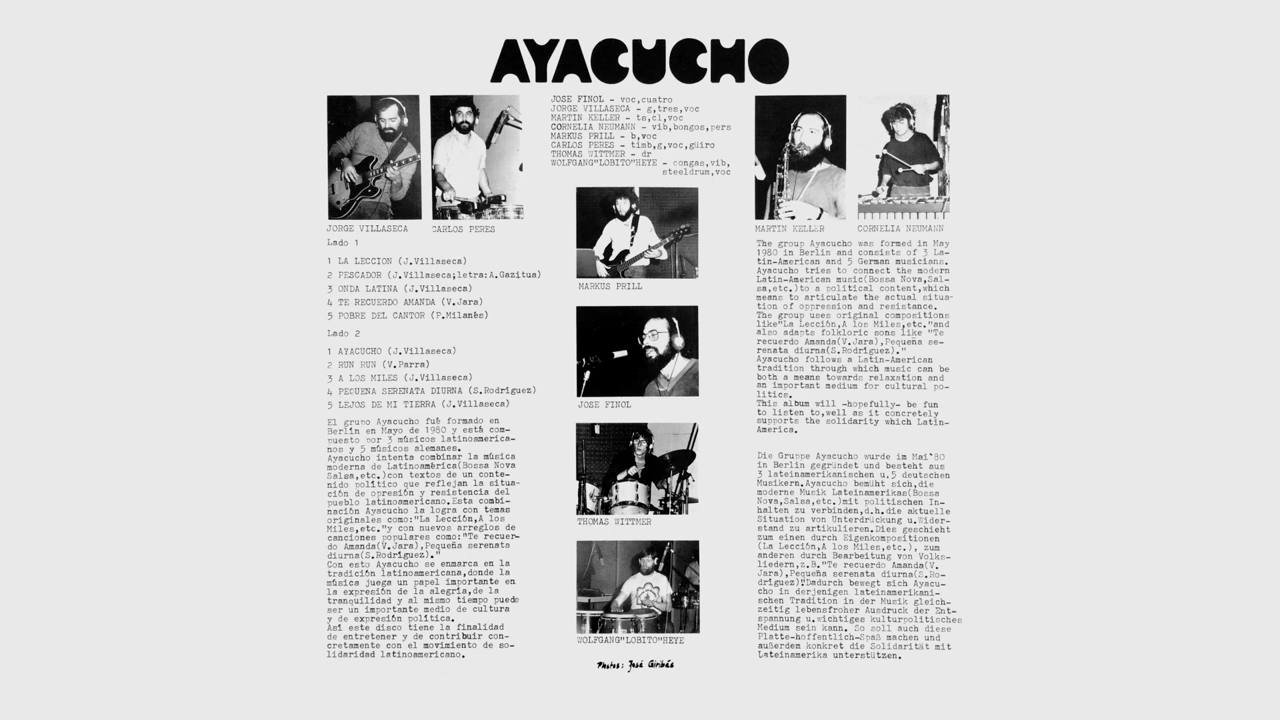 AYACUCHO
JOSE FINOL - voc,cuatro
JORGE VILLASECA - g,tres,voc
MARTIN KELLER - ts,cl,voc
CORNELIA NEUMANN - vib,bongos,pers
MARKUS PRILL - b,voc
CARLOS PERES - timb,g,voc,güiro
THOMAS WITTMER - dr
WOLFGANG"LOBITO"HEYE - congas,vib,
steeldrum,voc
JORGE VILLASECA
CARLOS PERES
Lado 1
1 LA LECCION (J.Villaseca)
2 PESCADOR (J.Villaseca;letra:A.Gazitua)
3 ONDA LATINA (J.Villaseca)
4 TE RECUERDO AMANDA (V.Jara)
5 POBRE DEL CANTOR (P.Milanés)
Lado 2
1 AYACUCHO (J.Villaseca)
2 RUN RUN (V.Parra)
3 A LOS MILES (J.Villaseca)
4 PEQUENA SERENATA DIURNA (S.Rodriguez)
5 LEJOS DE MI TIERRA (J.Villaseca)
El grupo Ayacucho fué formado en
Berlín en Mayo de 1980 y está com-
puesto por 3 músicos latinoamerica-
nos y 5 músicos alemanes.
Ayacucho intenta combinar la música
moderna de Latinoamérica(Bossa Nova
Salsa,etc.)con textos de un conte-
nido político que reflejan la situa-
ción de opresión y resistencia del
pueblo latinoamericano.Esta combi-
nación Ayacucho la logra con temas
originales como:"La Lección,A los
Miles,etc."y con nuevos arreglos de
canciones populares como:"Te recuer-
do Amanda(V.Jara),Pequeña serenata
diurna(S.Rodríguez)."
Con esto Ayacucho se enmarca en la
tradición latinoamericana,donde la
música juega un papel importante en
la expresión de la alegría,de la
tranquilidad y al mismo tiempo puede
ser un importante medio de cultura
y de expresión política.
Así este disco tiene la finalidad
de entretener y de contribuir con-
cretamente con el movimiento de so-
lidaridad latinoamericano.
MARKUS PRILL
JOSE FINOL
THOMAS WITTMER
WOLFGANG"LOBITO"HEYE
Photos: José Giribás
MARTIN KELLER
CORNELIA NEUMANN
The group Ayacucho was formed in May
1980 in Berlin and consists of 3 La-
tin-American and 5 German musicians.
Ayacucho tries to connect the modern
Latin-American music(Bossa Nova,Sal-
sa,etc.)to a political content,which
means to articulate the actual situa-
tion of oppression and resistance.
The group uses original compositions
like"La Lección,A los Miles,etc."and
also adapts folkloric sons like "Te
recuerdo Amanda(V.Jara),Pequeña se-
renata diurna(S.Rodríguez)."
Ayacucho follows a Latin-American
tradition through which music can be
both a means towards relaxation and
an important medium for cultural po-
litics.
This album will -hopefully- be fun
to listen to,well as it concretely
supports the solidarity which Latin-
America.
Die Gruppe Ayacucho wurde im Mai'80
in Berlin gegründet und besteht aus
3 lateinamerikanischen u.5 deutschen
Musikern.Ayacucho bemüht sich,die
moderne Musik Lateinamerikas(Bossa
Nova,Salsa,etc.)mit politischen In-
halten zu verbinden,d.h.die aktuelle
Situation von Unterdrückung u.Wider-
stand zu artikulieren.Dies geschieht
zum einen durch Eigenkompositionen
(La Lección,A los Miles,etc.), zum
anderen durch Bearbeitung von Volks-
liedern,z.B."Te recuerdo Amanda(V.
Jara),Pequeña serenata diurna(S.Ro-
dríguez)".Dadurch bewegt sich Ayacu-
cho in derjenigen lateinamerikani-
schen Tradition in der Musik gleich-
zeitig lebensfroher Ausdruck der Ent-
spannung u.wichtiges kulturpolitisches
Medium sein kann. So soll auch diese
Platte-hoffentlich-Spaß machen und
außerdem konkret die Solidarität mit
Lateinamerika unterstützen.